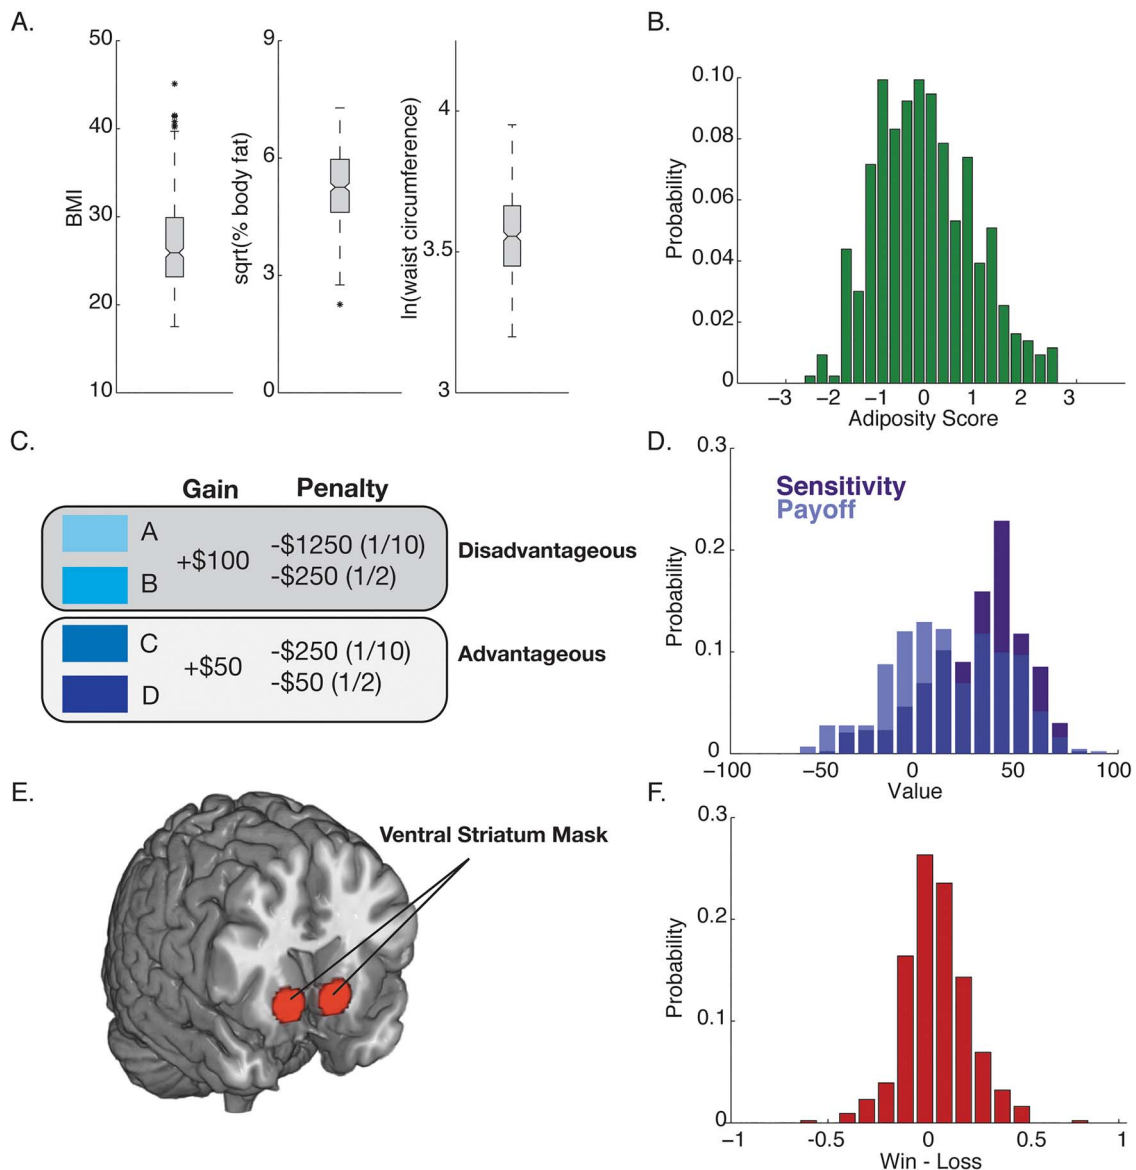 A.
50
40
30
20
10
BMI
9
6
3
0
sqrt(% body fat)
4
3.5
3
ln(waist circumference)
B.
0.10
0.08
0.06
0.04
0.02
0
Probability
−3 −2 −1 0 1 2 3
Adiposity Score
C.
Gain Penalty
A
B
+$100
-$1250 (1/10)
-$250 (1/2)
Disadvantageous
C
D
+$50
-$250 (1/10)
-$50 (1/2)
Advantageous
D.
0.3
0.2
0.1
0
Probability
Sensitivity
Payoff
−100 −50 0 50 100
Value
E.
Ventral Striatum Mask
F.
0.3
0.2
0.1
0
Probability
−1 -0.5 0 0.5 1
Win - Loss